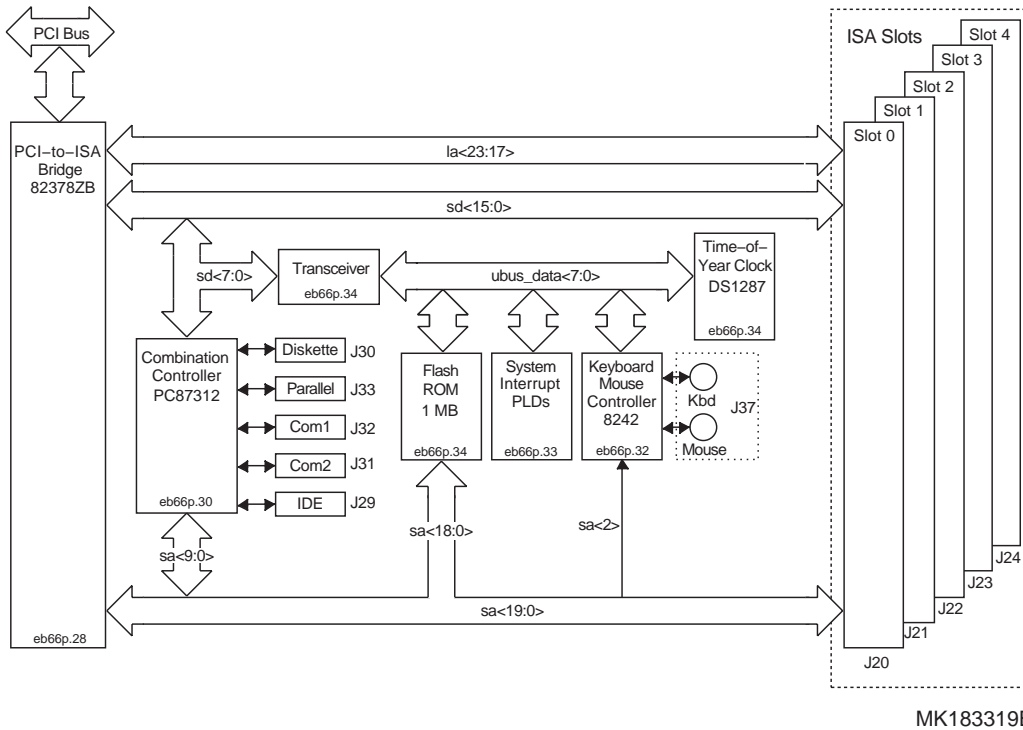 PCI Bus
ISA Slots
Slot 4
Slot 3
Slot 2
Slot 1
Slot 0
PCI–to–ISA
Bridge
82378ZB
la<23:17>
sd<15:0>
sd<7:0>
Transceiver
eb66p.34
ubus_data<7:0>
Time–of–
Year Clock
DS1287
eb66p.34
Combination
Controller
PC87312
eb66p.30
Diskette
J30
Parallel
J33
Com1
J32
Com2
J31
IDE
J29
Flash
ROM
1 MB
eb66p.34
System
Interrupt
PLDs
eb66p.33
Keyboard
Mouse
Controller
8242
eb66p.32
Kbd
Mouse
J37
sa<9:0>
sa<18:0>
sa<2>
sa<19:0>
eb66p.28
J24
J23
J22
J21
J20
MK183319